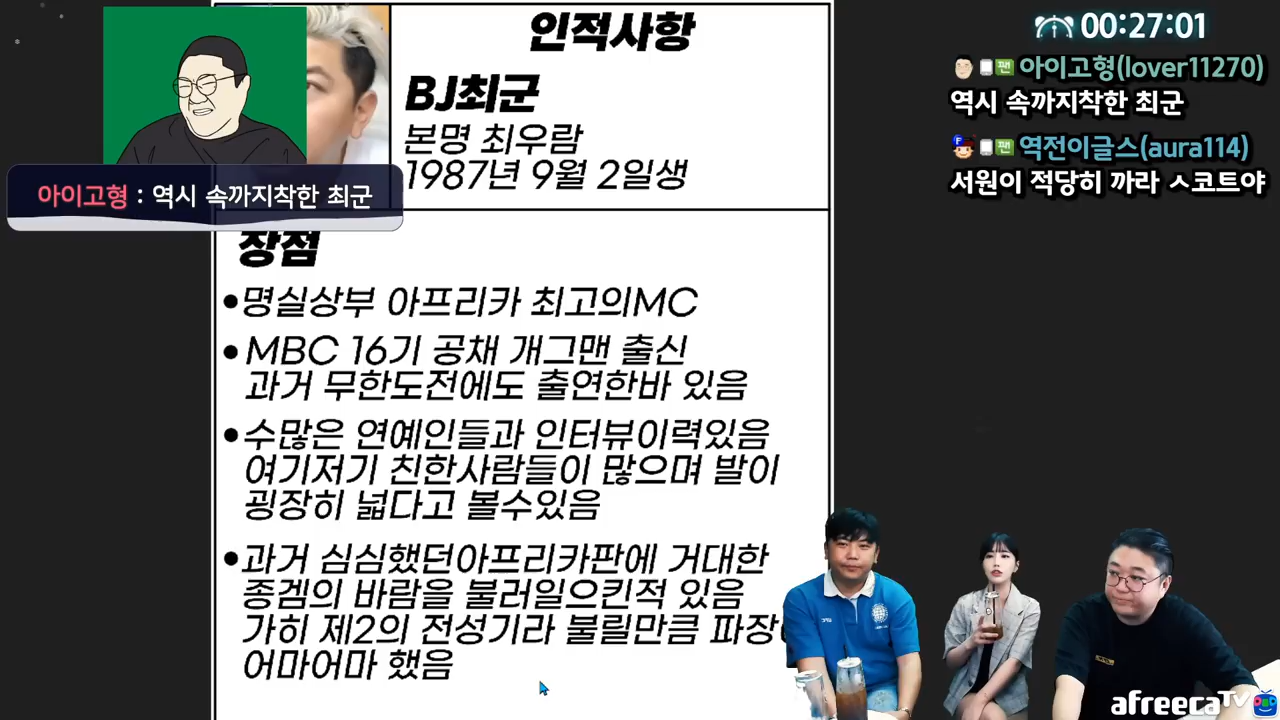 인적사항
BJ최군
본명 최우람
1987년 9월 2일생
아이고형 : 역시 속까지착한 최군
장점
•명실상부 아프리카 최고의MC
•MBC 16기 공채 개그맨 출신
과거 무한도전에도 출연한바 있음
•수많은 연예인들과 인터뷰이력있음
여기저기 친한사람들이 많으며 발이
굉장히 넓다고 볼수있음
•과거 심심했던아프리카판에 거대한
종겜의 바람을 불러일으킨적 있음
가히 제2의 전성기라 불릴만큼 파장이
어마어마 했음
00:27:01
팬 아이고형(lover11270)
역시 속까지착한 최군
팬 역전이글스(aura114)
서원이 적당히 까라 ㅅ코트야
afreecaTV